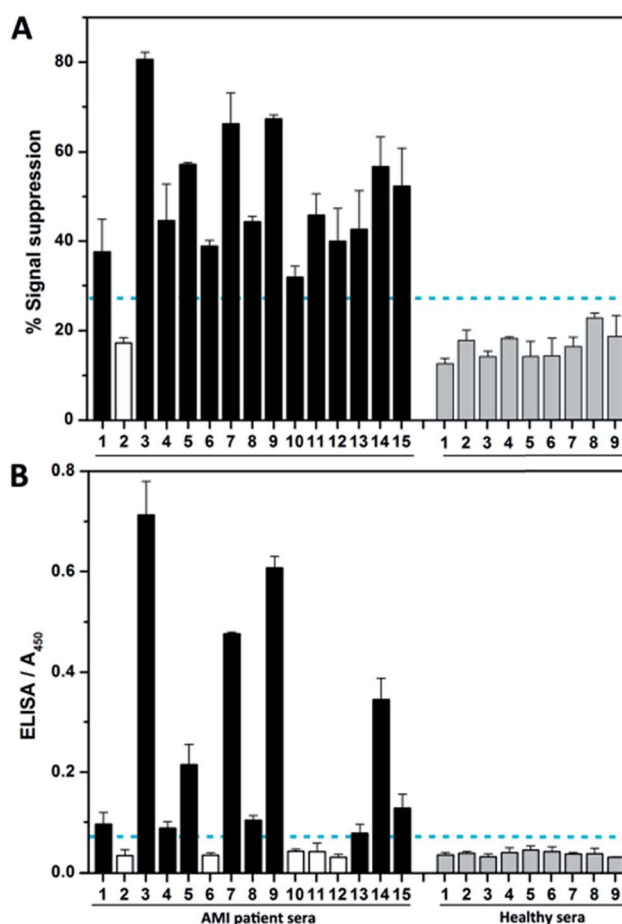 A
% Signal suppression
80
60
40
20
0
1 2 3 4 5 6 7 8 9 10 11 12 13 14 15 1 2 3 4 5 6 7 8 9
B
ELISA / A450
0.8
0.6
0.4
0.2
0.0
1 2 3 4 5 6 7 8 9 10 11 12 13 14 15 1 2 3 4 5 6 7 8 9
AMI patient sera Healthy sera